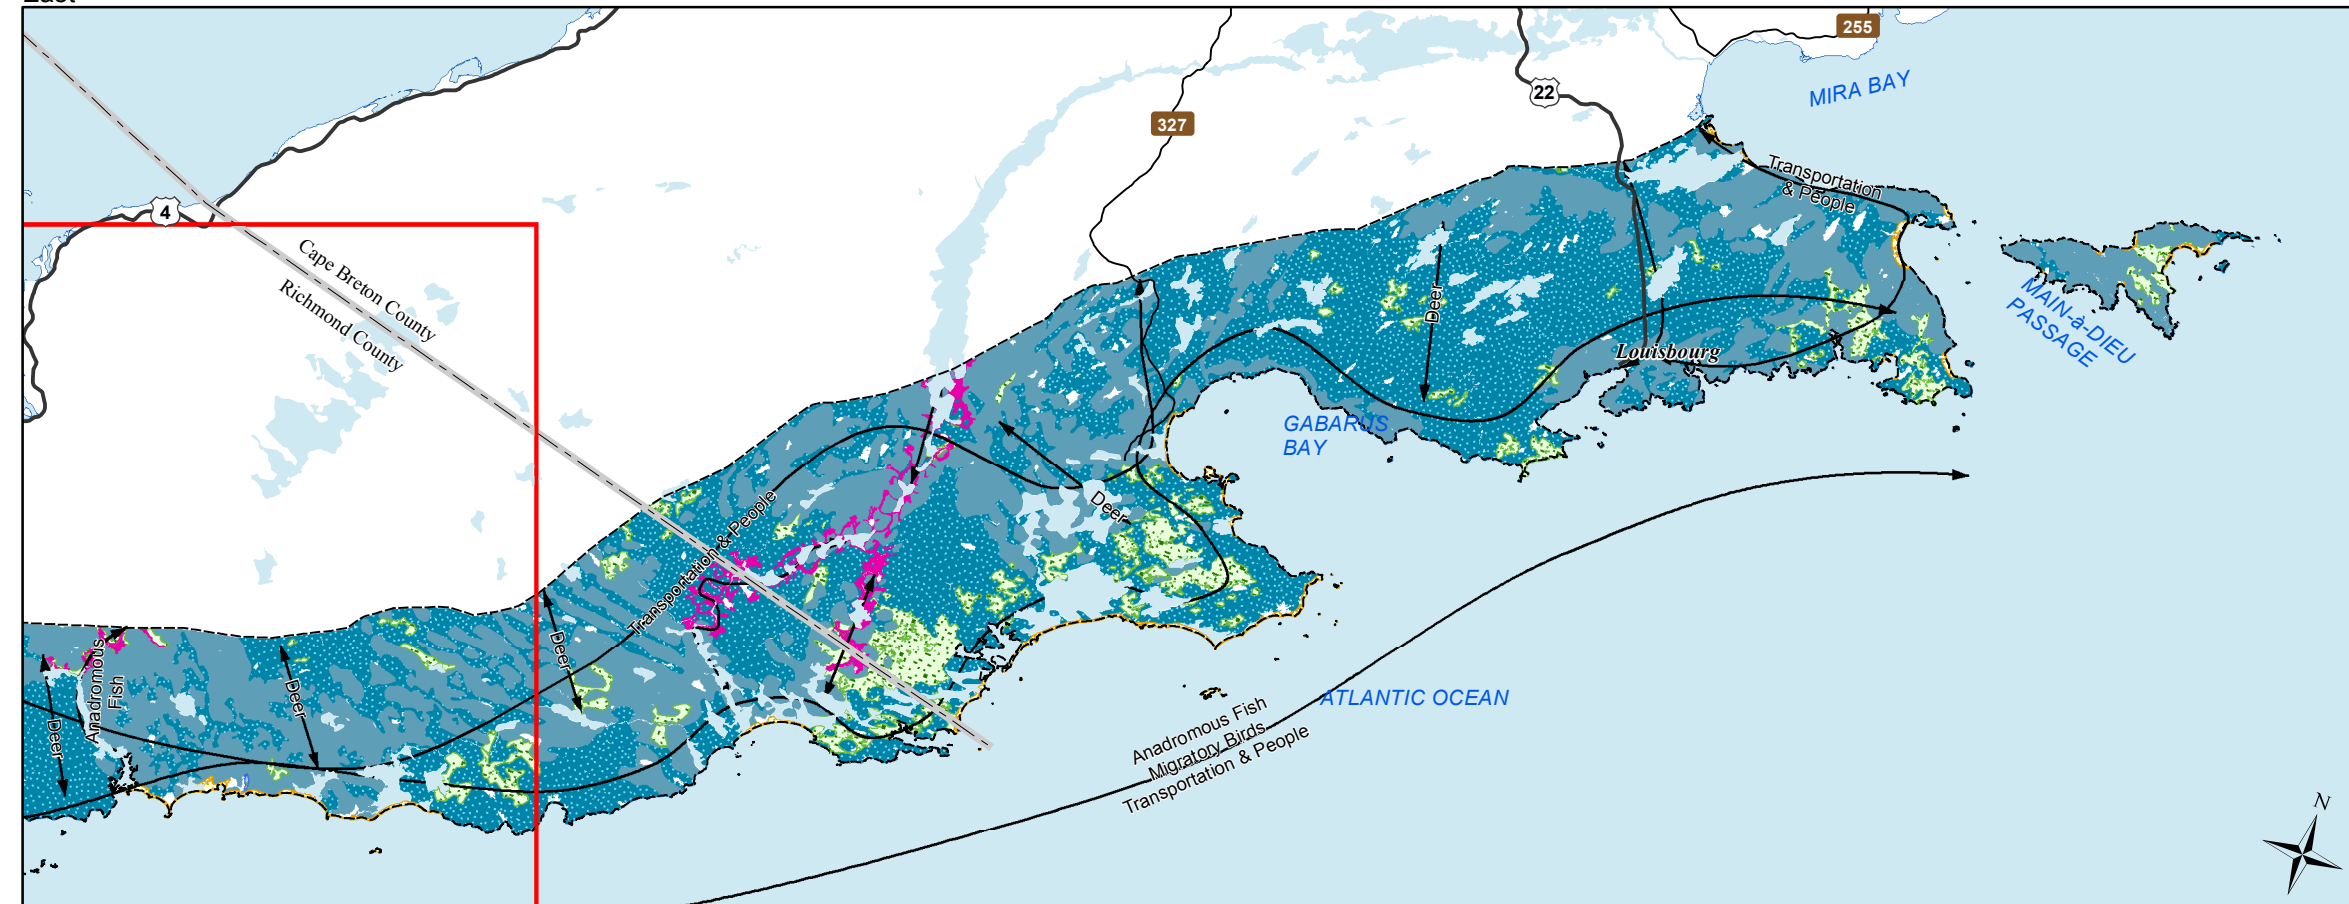 East
255
MIRA BAY
22
327
Transportation
& People
4
Cape Breton County
Richmond County
Deer
MAIN-à-DIEU
PASSAGE
Louisbourg
GABARUS
BAY
Deer
Transportation & People
Deer
Anadromous
Fish
Deer
Deer
ATLANTIC OCEAN
Anadromous Fish
Migratory Birds
Transportation & People
N